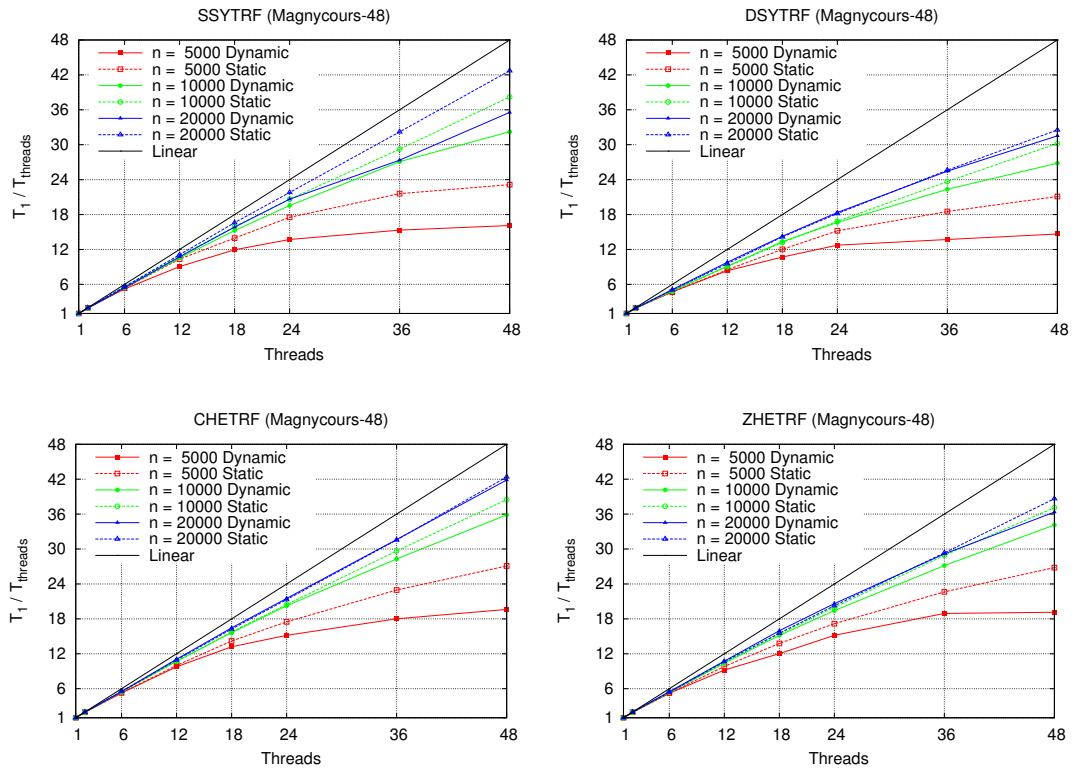 SSYTRF (Magnycours-48)
48
42
36
30
24
18
12
6
1
T1 / Tthreads
n = 5000 Dynamic
n = 5000 Static
n = 10000 Dynamic
n = 10000 Static
n = 20000 Dynamic
n = 20000 Static
Linear
1 6 12 18 24 36 48
Threads
DSYTRF (Magnycours-48)
48
42
36
30
24
18
12
6
1
T1 / Tthreads
n = 5000 Dynamic
n = 5000 Static
n = 10000 Dynamic
n = 10000 Static
n = 20000 Dynamic
n = 20000 Static
Linear
1 6 12 18 24 36 48
Threads
CHETRF (Magnycours-48)
48
42
36
30
24
18
12
6
1
T1 / Tthreads
n = 5000 Dynamic
n = 5000 Static
n = 10000 Dynamic
n = 10000 Static
n = 20000 Dynamic
n = 20000 Static
Linear
1 6 12 18 24 36 48
Threads
ZHETRF (Magnycours-48)
48
42
36
30
24
18
12
6
1
T1 / Tthreads
n = 5000 Dynamic
n = 5000 Static
n = 10000 Dynamic
n = 10000 Static
n = 20000 Dynamic
n = 20000 Static
Linear
1 6 12 18 24 36 48
Threads